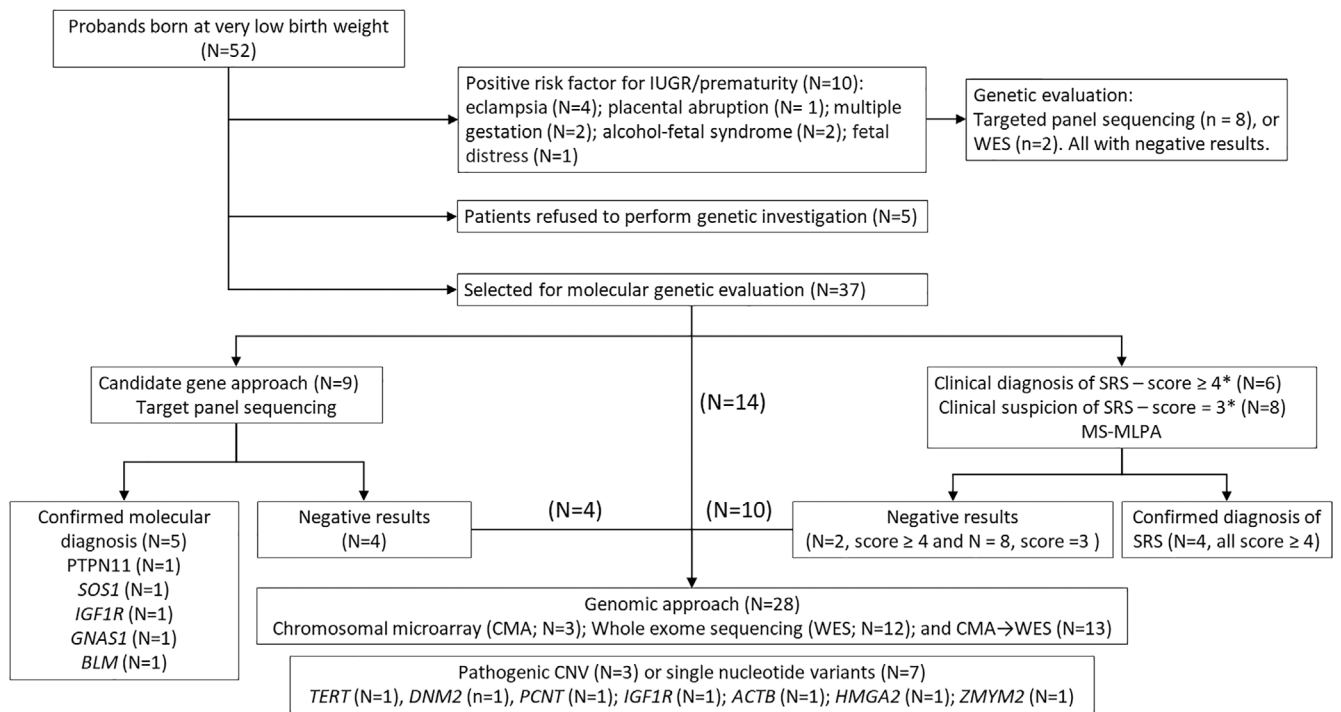 Probands born at very low birth weight
(N=52)
Positive risk factor for IUGR/prematurity (N=10):
eclampsia (N=4); placental abruption (N= 1); multiple
gestation (N=2); alcohol-fetal syndrome (N=2); fetal
distress (N=1)
Genetic evaluation:
Targeted panel sequencing (n = 8), or
WES (n=2). All with negative results.
Patients refused to perform genetic investigation (N=5)
Selected for molecular genetic evaluation (N=37)
Candidate gene approach (N=9)
Target panel sequencing
(N=14)
Clinical diagnosis of SRS – score ≥ 4* (N=6)
Clinical suspicion of SRS – score = 3* (N=8)
MS-MLPA
Confirmed molecular
diagnosis (N=5)
PTPN11 (N=1)
SOS1 (N=1)
IGF1R (N=1)
GNAS1 (N=1)
BLM (N=1)
Negative results
(N=4)
(N=4)
(N=10)
Negative results
(N=2, score ≥ 4 and N = 8, score =3 )
Confirmed diagnosis of
SRS (N=4, all score ≥ 4)
Genomic approach (N=28)
Chromosomal microarray (CMA; N=3); Whole exome sequencing (WES; N=12); and CMA→WES (N=13)
Pathogenic CNV (N=3) or single nucleotide variants (N=7)
TERT (N=1), DNM2 (n=1), PCNT (N=1); IGF1R (N=1); ACTB (N=1); HMGA2 (N=1); ZMYM2 (N=1)